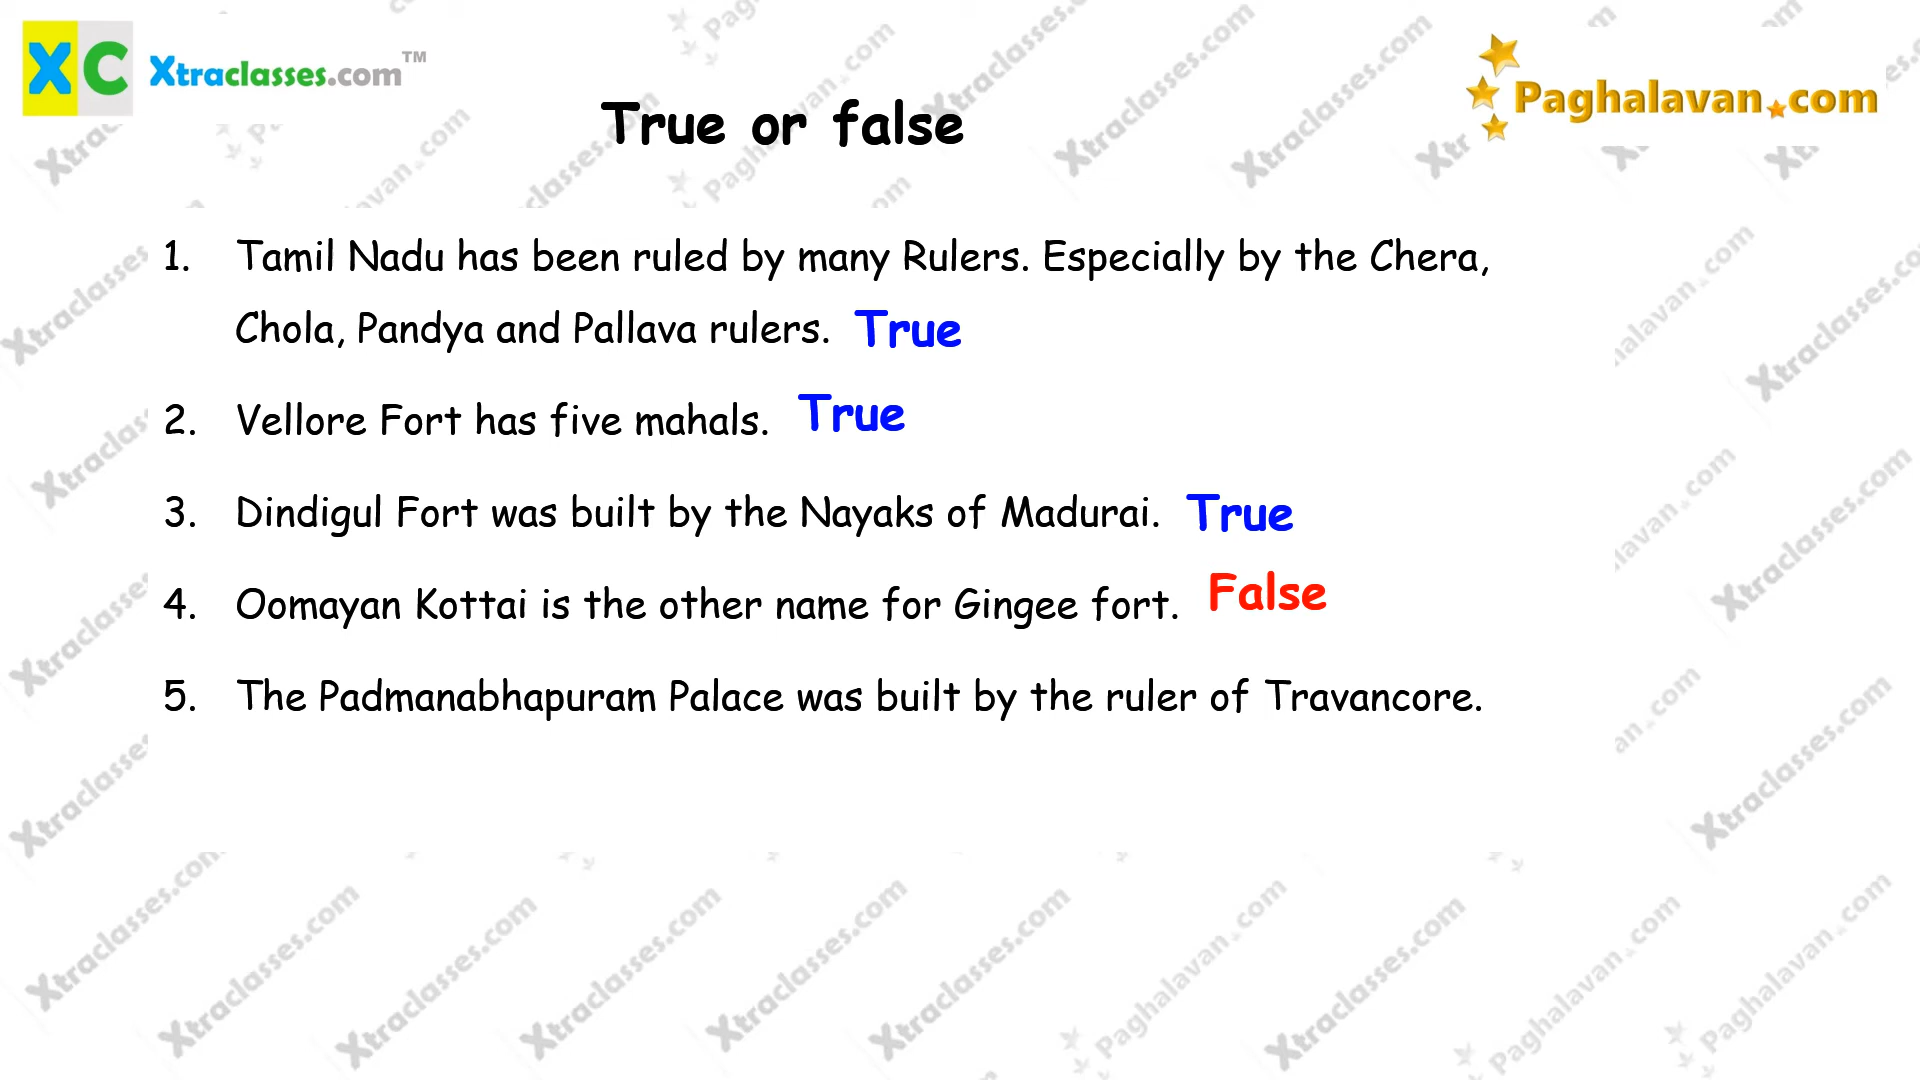 XC Xtraclasses.com™
Paghalavan.com
True or false
1. Tamil Nadu has been ruled by many Rulers. Especially by the Chera,
Chola, Pandya and Pallava rulers. True
2. Vellore Fort has five mahals. True
3. Dindigul Fort was built by the Nayaks of Madurai. True
4. Oomayan Kottai is the other name for Gingee fort. False
5. The Padmanabhapuram Palace was built by the ruler of Travancore.